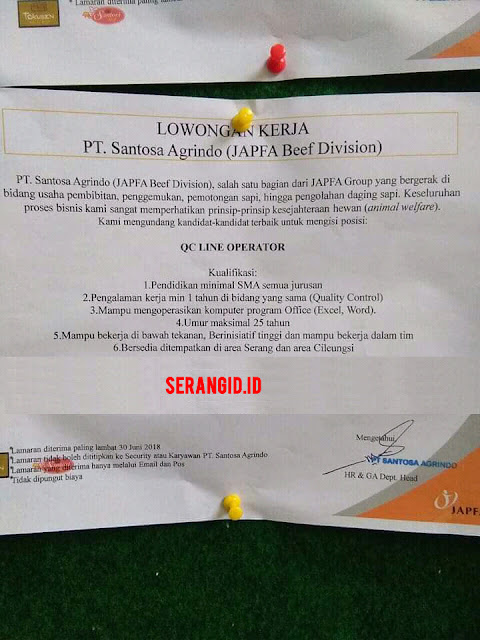 * Lamaran diterima paling
TOKUSEN
Santori
LOWONGAN KERJA
PT. Santosa Agrindo (JAPFA Beef Division)
PT. Santosa Agrindo (JAPFA Beef Division), salah satu bagian dari JAPFA Group yang bergerak di
bidang usaha pembibitan, penggemukan, pemotongan sapi, hingga pengolahan daging sapi. Keseluruhan
proses bisnis kami sangat memperhatikan prinsip-prinsip kesejahteraan hewan (animal welfare).
Kami mengundang kandidat-kandidat terbaik untuk mengisi posisi:
QC LINE OPERATOR
Kualifikasi:
1.Pendidikan minimal SMA semua jurusan
2.Pengalaman kerja min 1 tahun di bidang yang sama (Quality Control)
3.Mampu mengoperasikan komputer program Office (Excel, Word).
4.Umur maksimal 25 tahun
5.Mampu bekerja di bawah tekanan, Berinisiatif tinggi dan mampu bekerja dalam tim
6.Bersedia ditempatkan di area Serang dan area Cileungsi
SERANGID.ID
*Lamaran diterima paling lambat 30 Juni 2018
*Lamaran tidak boleh dititipkan ke Security atau Karyawan PT. Santosa Agrindo
*Lamaran yang diterima hanya melalui Email dan Pos
*Tidak dipungut biaya
Mengetahui,
PT SANTOSA AGRINDO
HR & GA Dept. Head
JAPFA